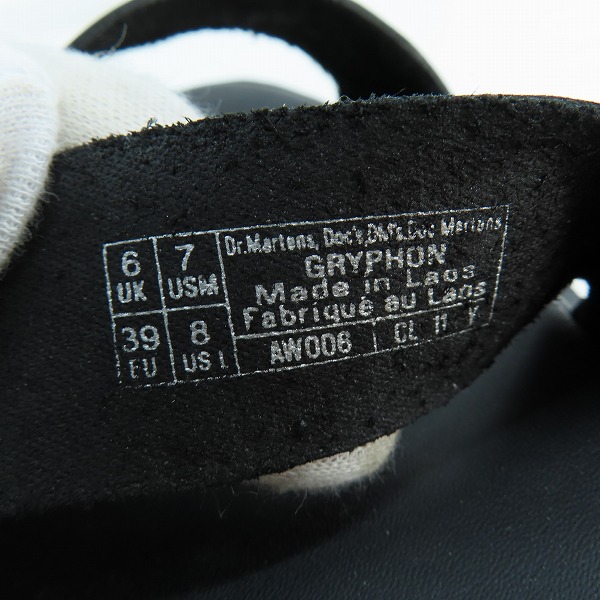 6 UK
7 USM
39 EU
8 US L
Dr.Martens, Doc's,DM's,Doc Martens
GRYPHON
Made in Laos
Fabriqué au Laos
AW006
CL